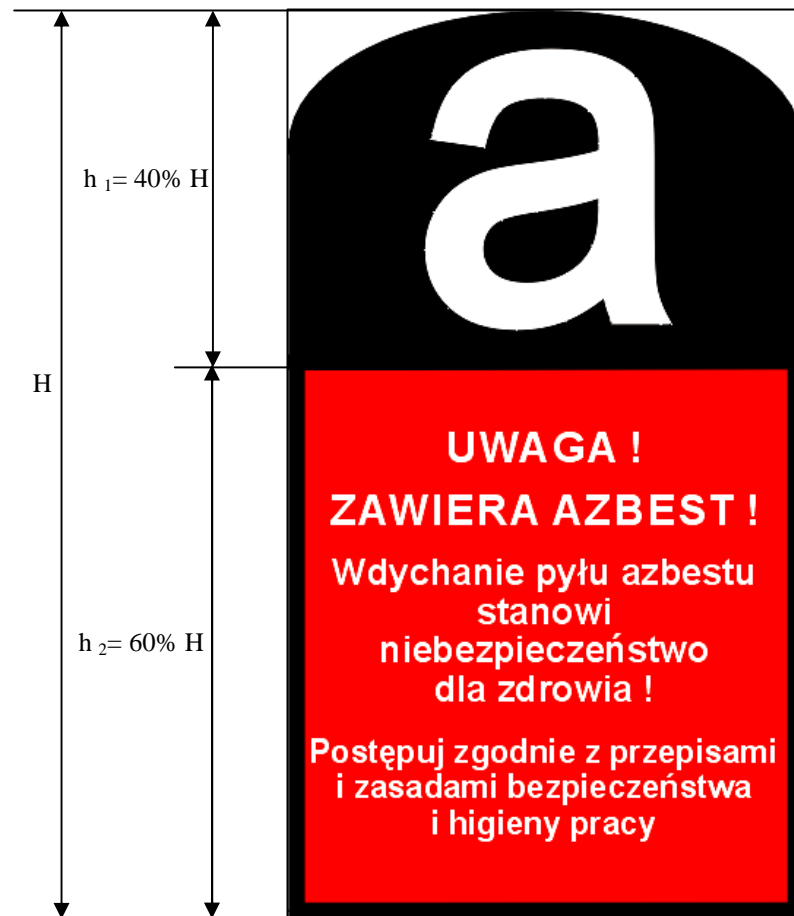 a
h 1= 40% H
H
UWAGA !
ZAWIERA AZBEST !
Wdychanie pyłu azbestu
stanowi
niebezpieczeństwo
dla zdrowia !
h 2= 60% H
Postępuj zgodnie z przepisami
i zasadami bezpieczeństwa
i higieny pracy